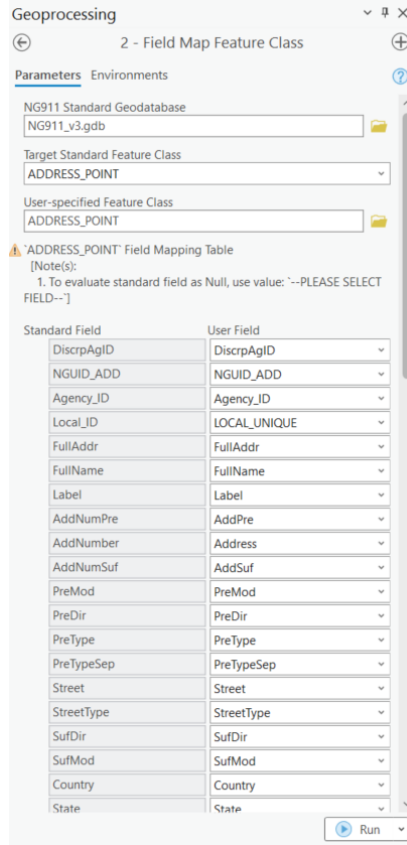 Geoprocessing
2 - Field Map Feature Class
Parameters Environments
NG911 Standard Geodatabase
NG911_v3.gdb
Target Standard Feature Class
ADDRESS_POINT
User-specified Feature Class
ADDRESS_POINT
`ADDRESS_POINT` Field Mapping Table
[Note(s):
1. To evaluate standard field as Null, use value: `--PLEASE SELECT
FIELD--`]
Standard Field User Field
DiscrpAgID DiscrpAgID
NGUID_ADD NGUID_ADD
Agency_ID Agency_ID
Local_ID LOCAL_UNIQUE
FullAddr FullAddr
FullName FullName
Label Label
AddNumPre AddPre
AddNumber Address
AddNumSuf AddSuf
PreMod PreMod
PreDir PreDir
PreType PreType
PreTypeSep PreTypeSep
Street Street
StreetType StreetType
SufDir SufDir
SufMod SufMod
Country Country
State State
Run